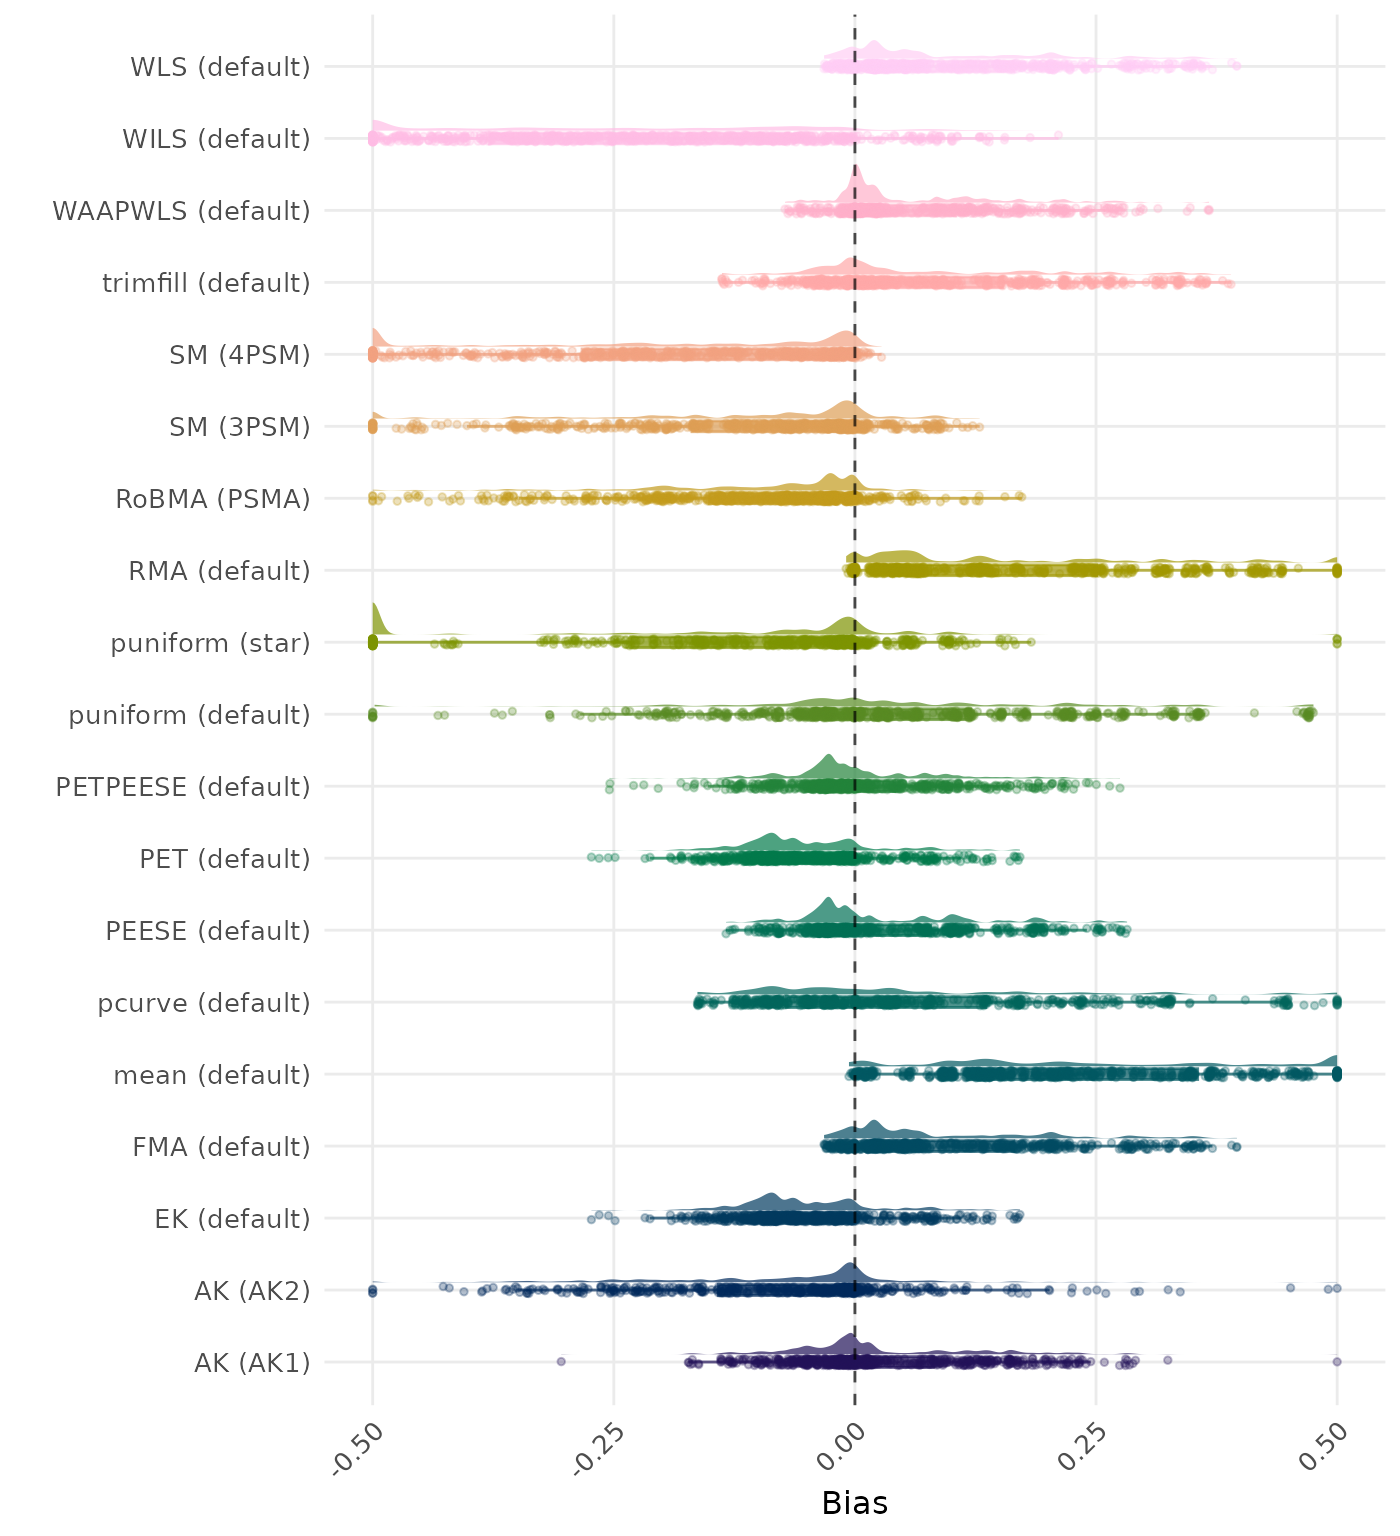 WLS (default)
WILS (default)
WAAPWLS (default)
trimfill (default)
SM (4PSM)
SM (3PSM)
RoBMA (PSMA)
RMA (default)
puniform (star)
puniform (default)
PETPEESE (default)
PET (default)
PEESE (default)
pcurve (default)
mean (default)
FMA (default)
EK (default)
AK (AK2)
AK (AK1)
-0.50 -0.25 0.00 0.25 0.50
Bias